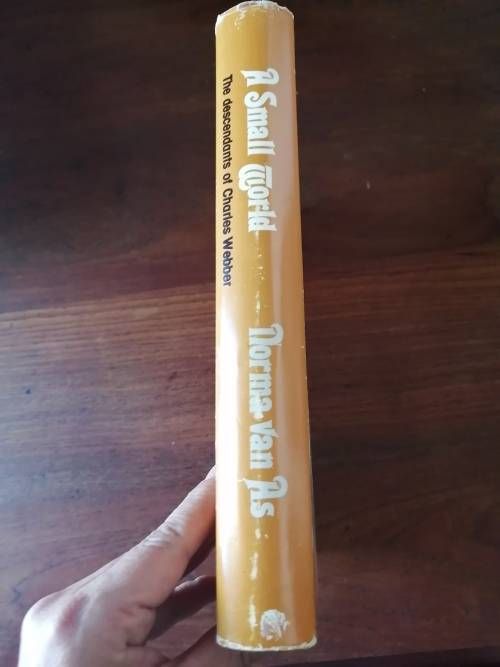 A Small World
The descendants of Charles Webber
Norma van As